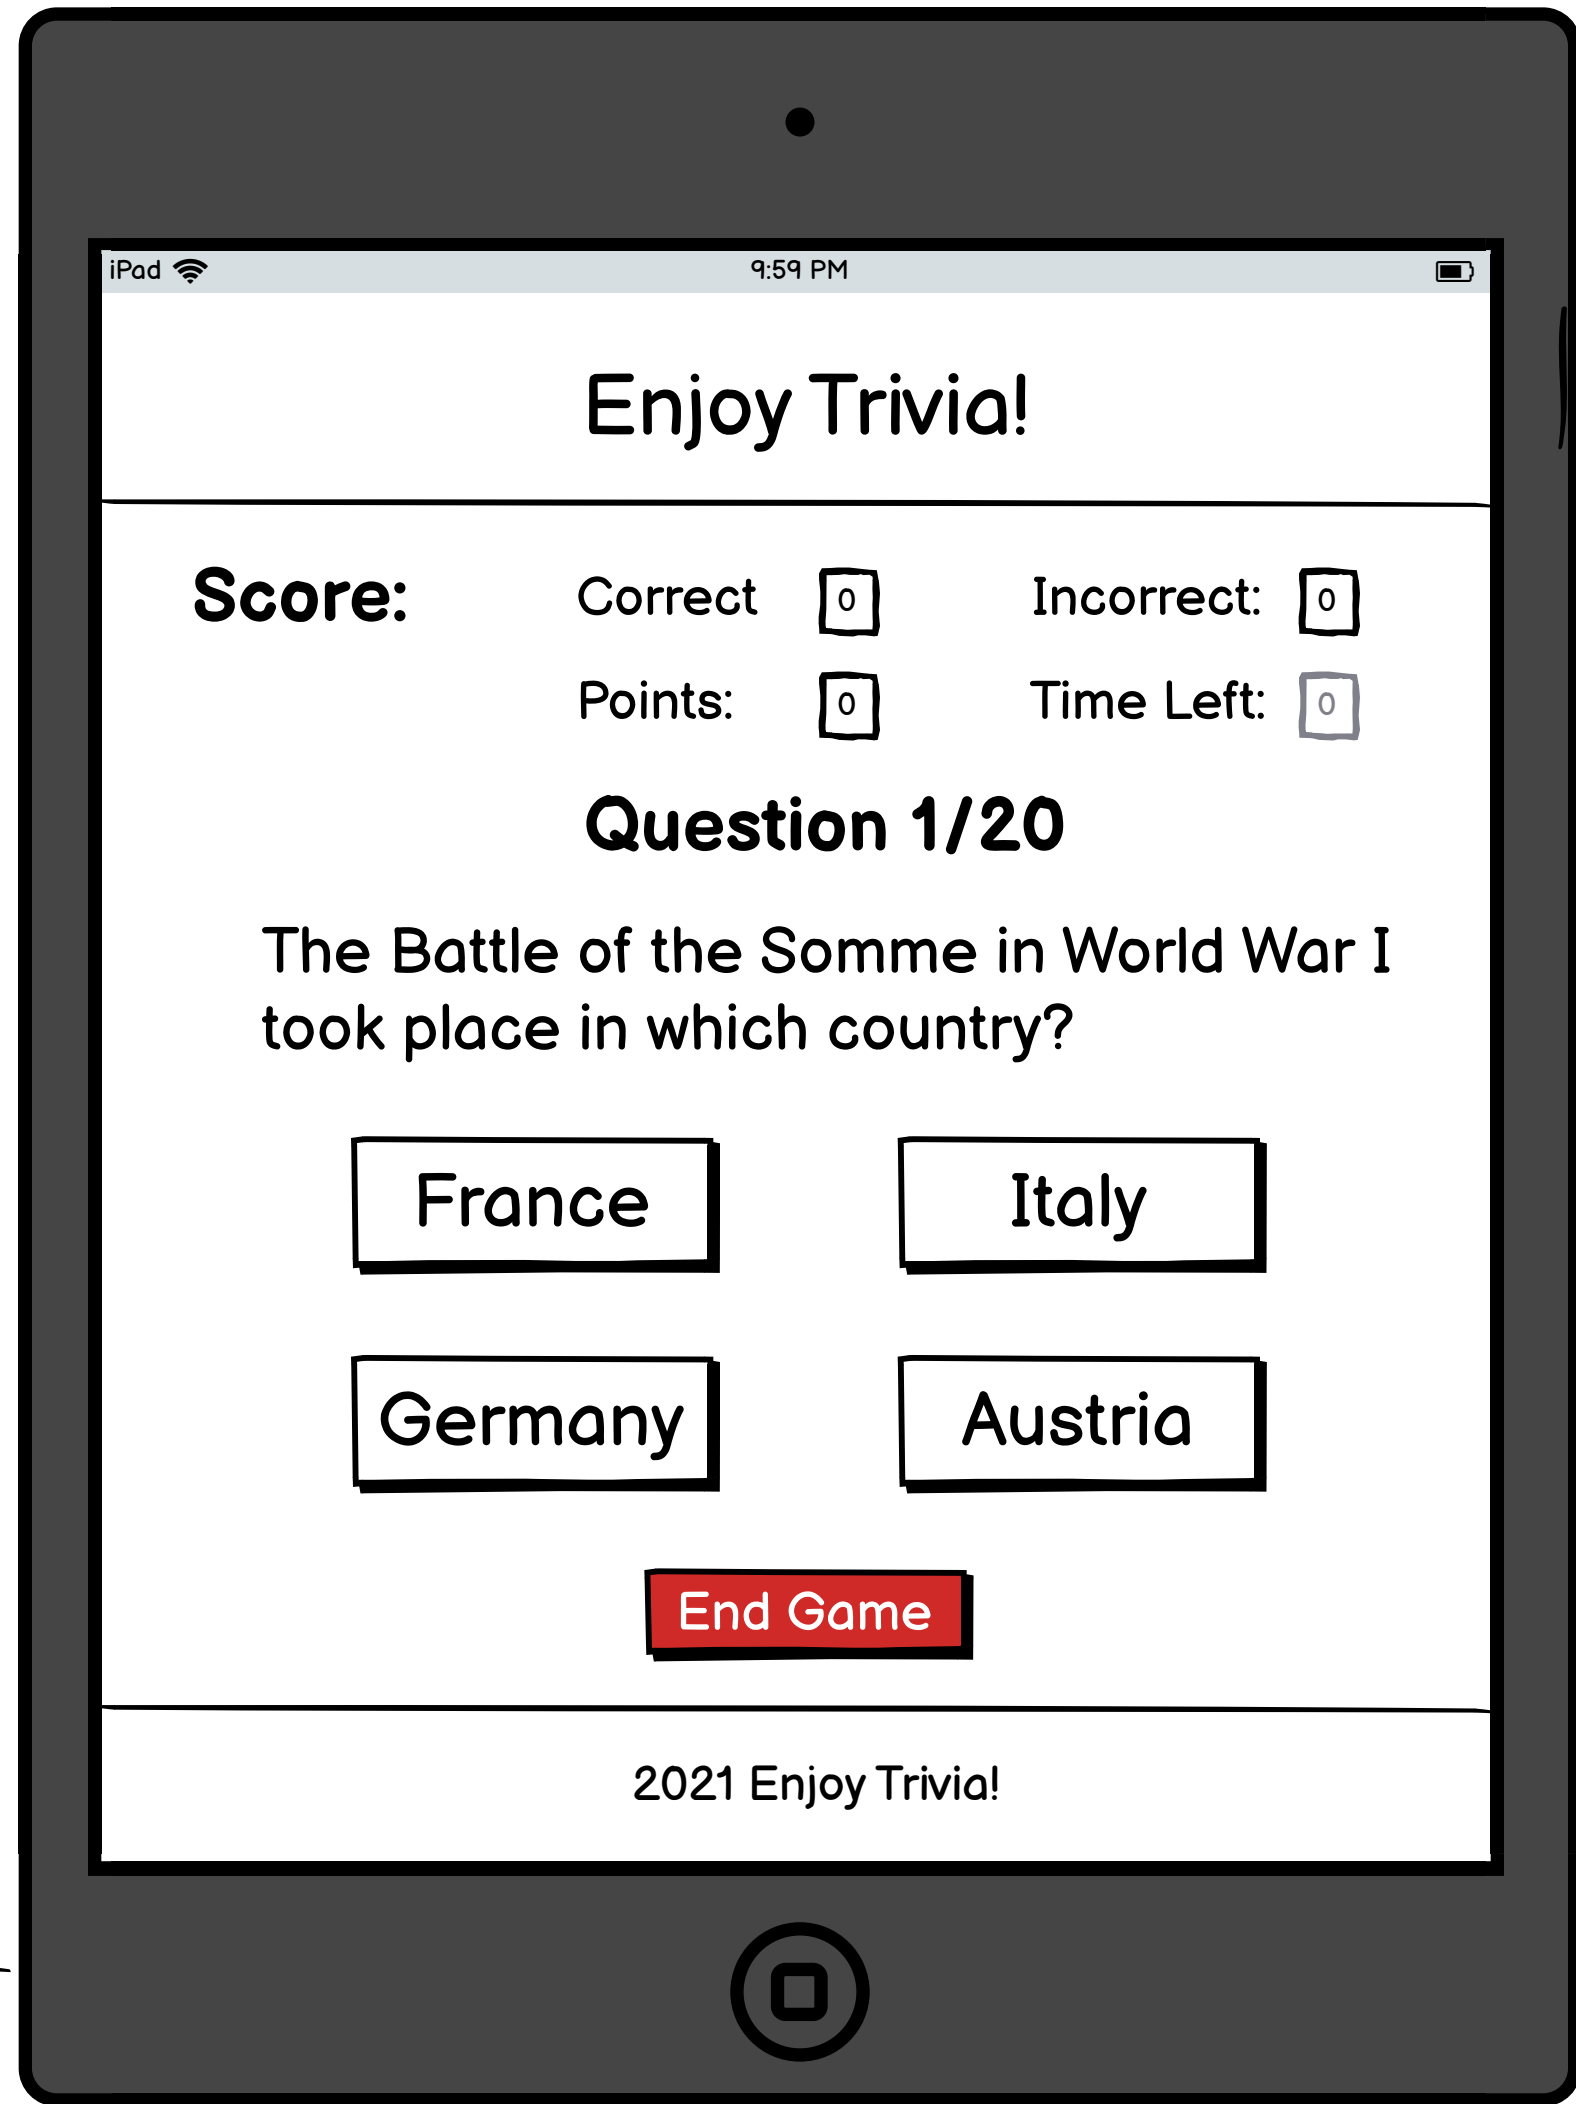 iPad 9:59 PM
Enjoy Trivia!
Score: Correct 0 Incorrect: 0
Points: 0 Time Left: 0
Question 1/20
The Battle of the Somme in World War I
took place in which country?
France Italy
Germany Austria
End Game
2021 Enjoy Trivia!